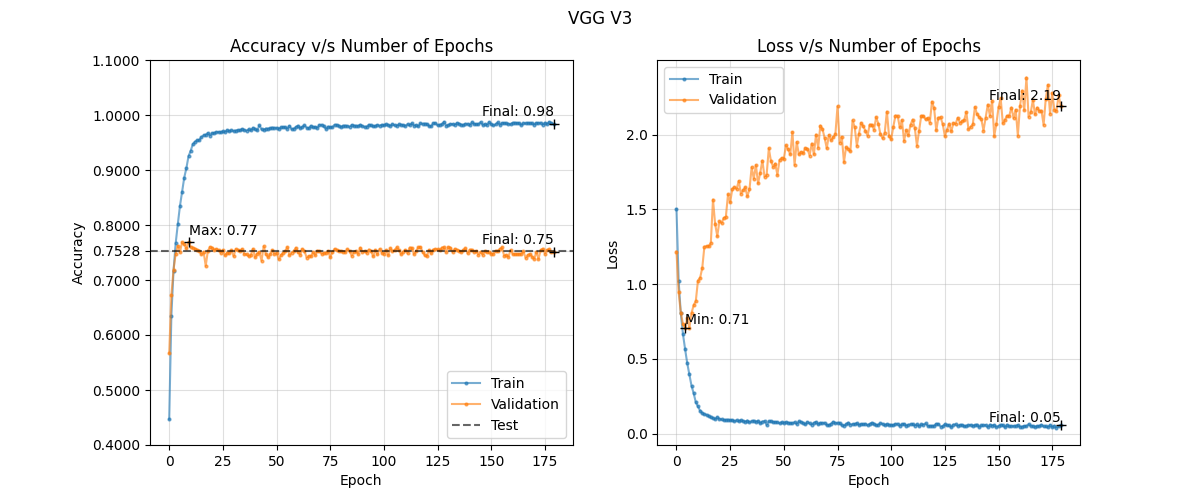 VGG V3
Accuracy v/s Number of Epochs
1.1000
1.0000
0.9000
0.8000
0.7528
0.7000
0.6000
0.5000
0.4000
Accuracy
Final: 0.98
Max: 0.77
Final: 0.75
Train
Validation
Test
0 25 50 75 100 125 150 175
Epoch
Loss v/s Number of Epochs
Train
Validation
2.0
1.5
1.0
0.5
0.0
Loss
Final: 2.19
Min: 0.71
Final: 0.05
0 25 50 75 100 125 150 175
Epoch